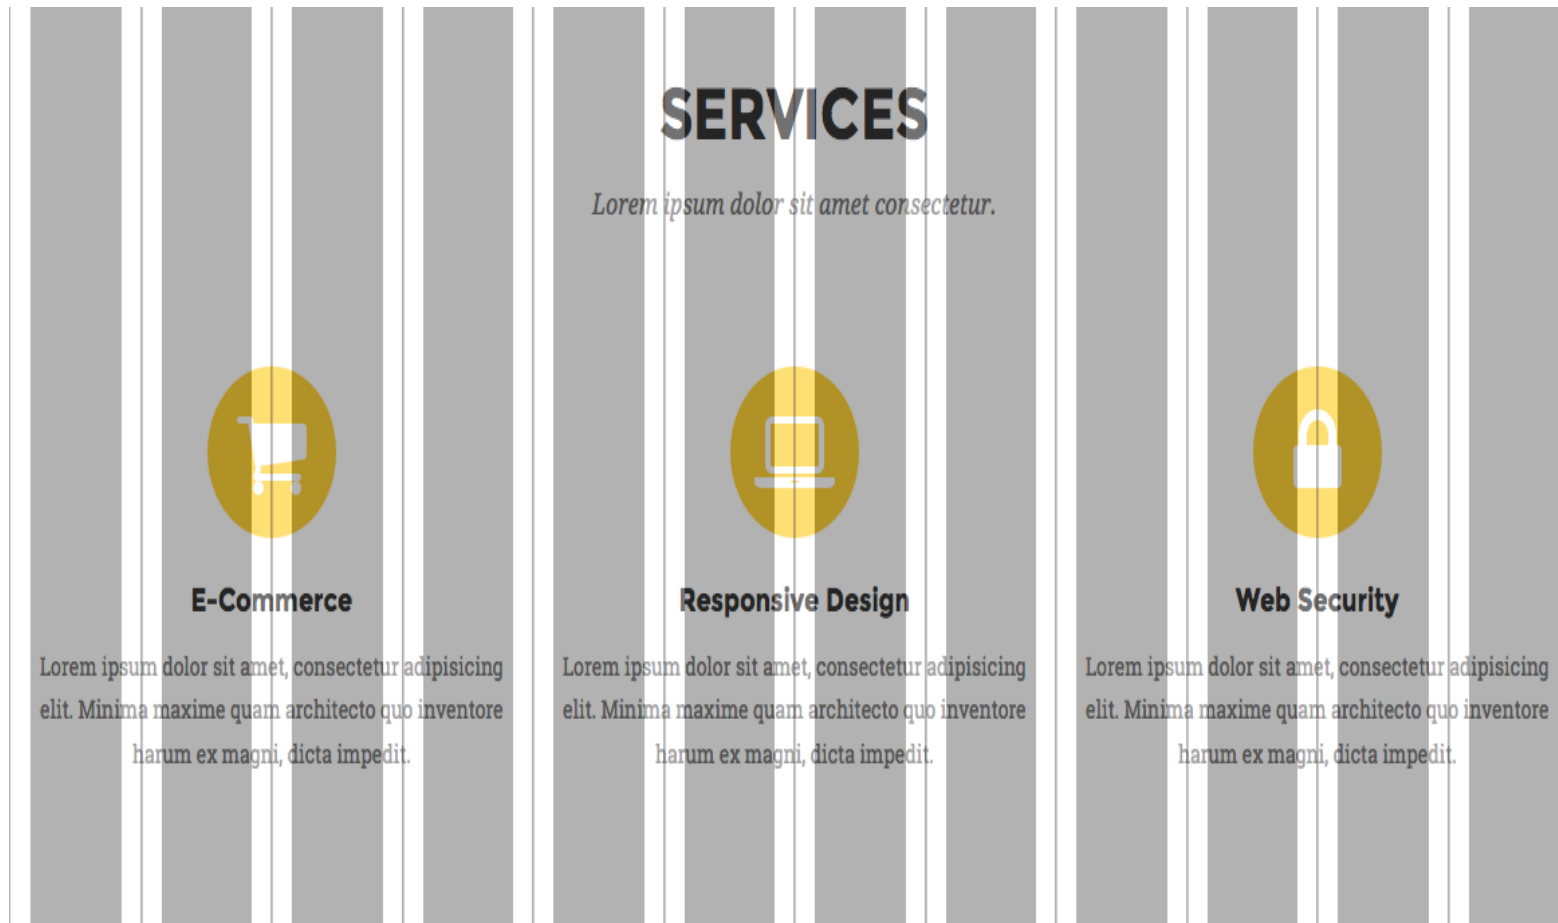 SERVICES
Lorem ipsum dolor sit amet consectetur.
E-Commerce
Lorem ipsum dolor sit amet, consectetur adipisicing
elit. Minima maxime quam architecto quo inventore
harum ex magni, dicta impedit.
Responsive Design
Lorem ipsum dolor sit amet, consectetur adipisicing
elit. Minima maxime quam architecto quo inventore
harum ex magni, dicta impedit.
Web Security
Lorem ipsum dolor sit amet, consectetur adipisicing
elit. Minima maxime quam architecto quo inventore
harum ex magni, dicta impedit.